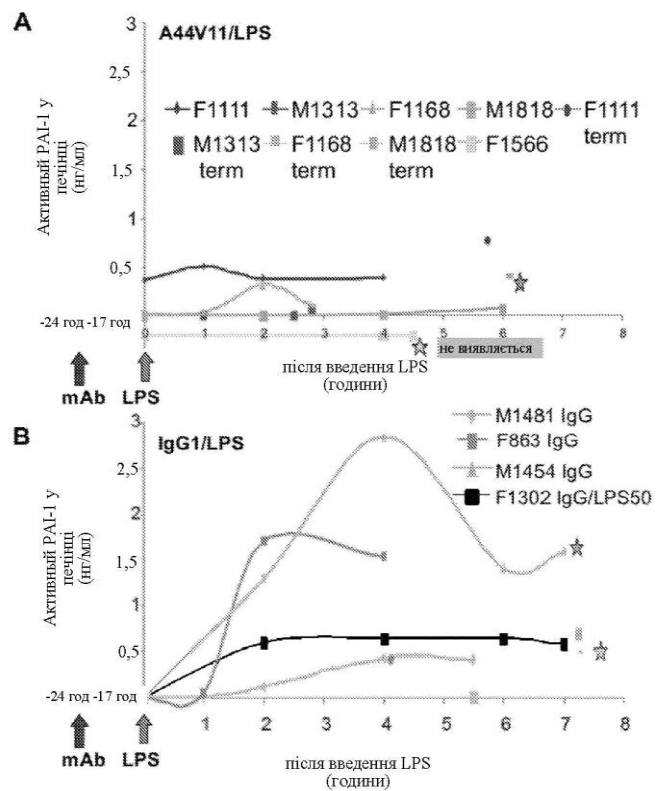 A
A44V11/LPS
3
2,5
2
1,5
1
0,5
Активный PAI-1 у
печінці
(нг/мл)
F1111 M1313 F1168 M1818 F1111
term
M1313 F1168 M1818 F1566
term term term
-24 год -17 год
0 1 2 3 4 5 6 7 8
не виявляється
після введення LPS
(години)
mAb LPS
B
IgG1/LPS
3
2,5
2
1,5
1
0,5
Активный PAI-1 у
печінці
(нг/мл)
M1481 IgG
F863 IgG
M1454 IgG
F1302 IgG/LPS50
-24 год -17 год
1 2 3 4 5 6 7 8
після введення LPS
(години)
mAb LPS